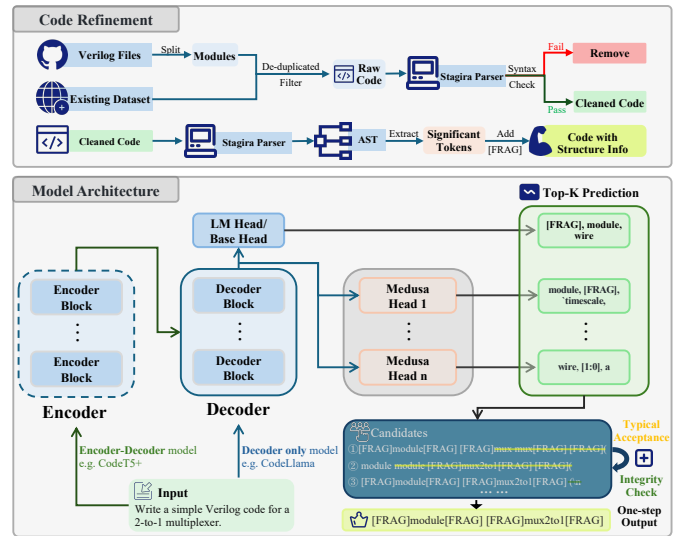 Code Refinement
Verilog Files
Split
Modules
Existing Dataset
De-duplicated
Filter
Raw
Code
Stagira Parser
Syntax
Check
Fail
Remove
Pass
Cleaned Code
Cleaned Code
Stagira Parser
AST
Extract
Significant
Tokens
Add
[FRAG]
Code with
Structure Info
Model Architecture
Top-K Prediction
LM Head/
Base Head
[FRAG], module,
wire
Encoder
Block
Encoder
Block
Encoder
Decoder
Block
Decoder
Block
Decoder
Medusa
Head 1
Medusa
Head n
module, [FRAG],
`timescale,
wire, [1:0], a
Encoder-Decoder model
e.g. CodeT5+
Decoder only model
e.g. CodeLlama
Input
Write a simple Verilog code for a
2-to-1 multiplexer.
Candidates
①[FRAG]module[FRAG] [FRAG]mux mux[FRAG] [FRAG](
② module module [FRAG]mux2to1[FRAG] [FRAG](
③ [FRAG]module[FRAG] [FRAG]mux2to1[FRAG]
... ...
Typical
Acceptance
Integrity
Check
One-step
Output
[FRAG]module[FRAG] [FRAG]mux2to1[FRAG]